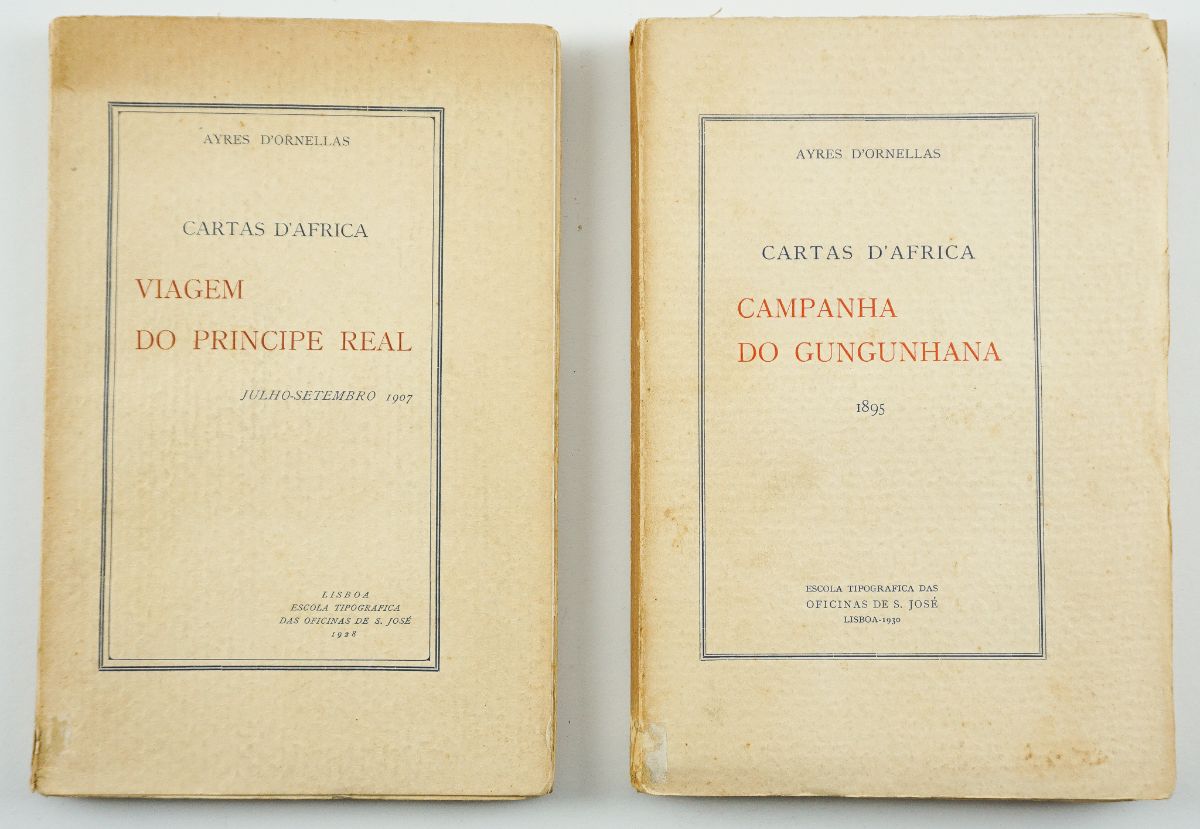 AYRES D'ORNELLAS
CARTAS D'AFRICA
VIAGEM
DO PRINCIPE REAL
JULHO-SETEMBRO 1907
LISBOA
ESCOLA TIPOGRAFICA
DAS OFICINAS DE S. JOSÉ
1928
AYRES D'ORNELLAS
CARTAS D'AFRICA
CAMPANHA
DO GUNGUNHANA
1895
ESCOLA TIPOGRAFICA DAS
OFICINAS DE S. JOSÉ
LISBOA-1930